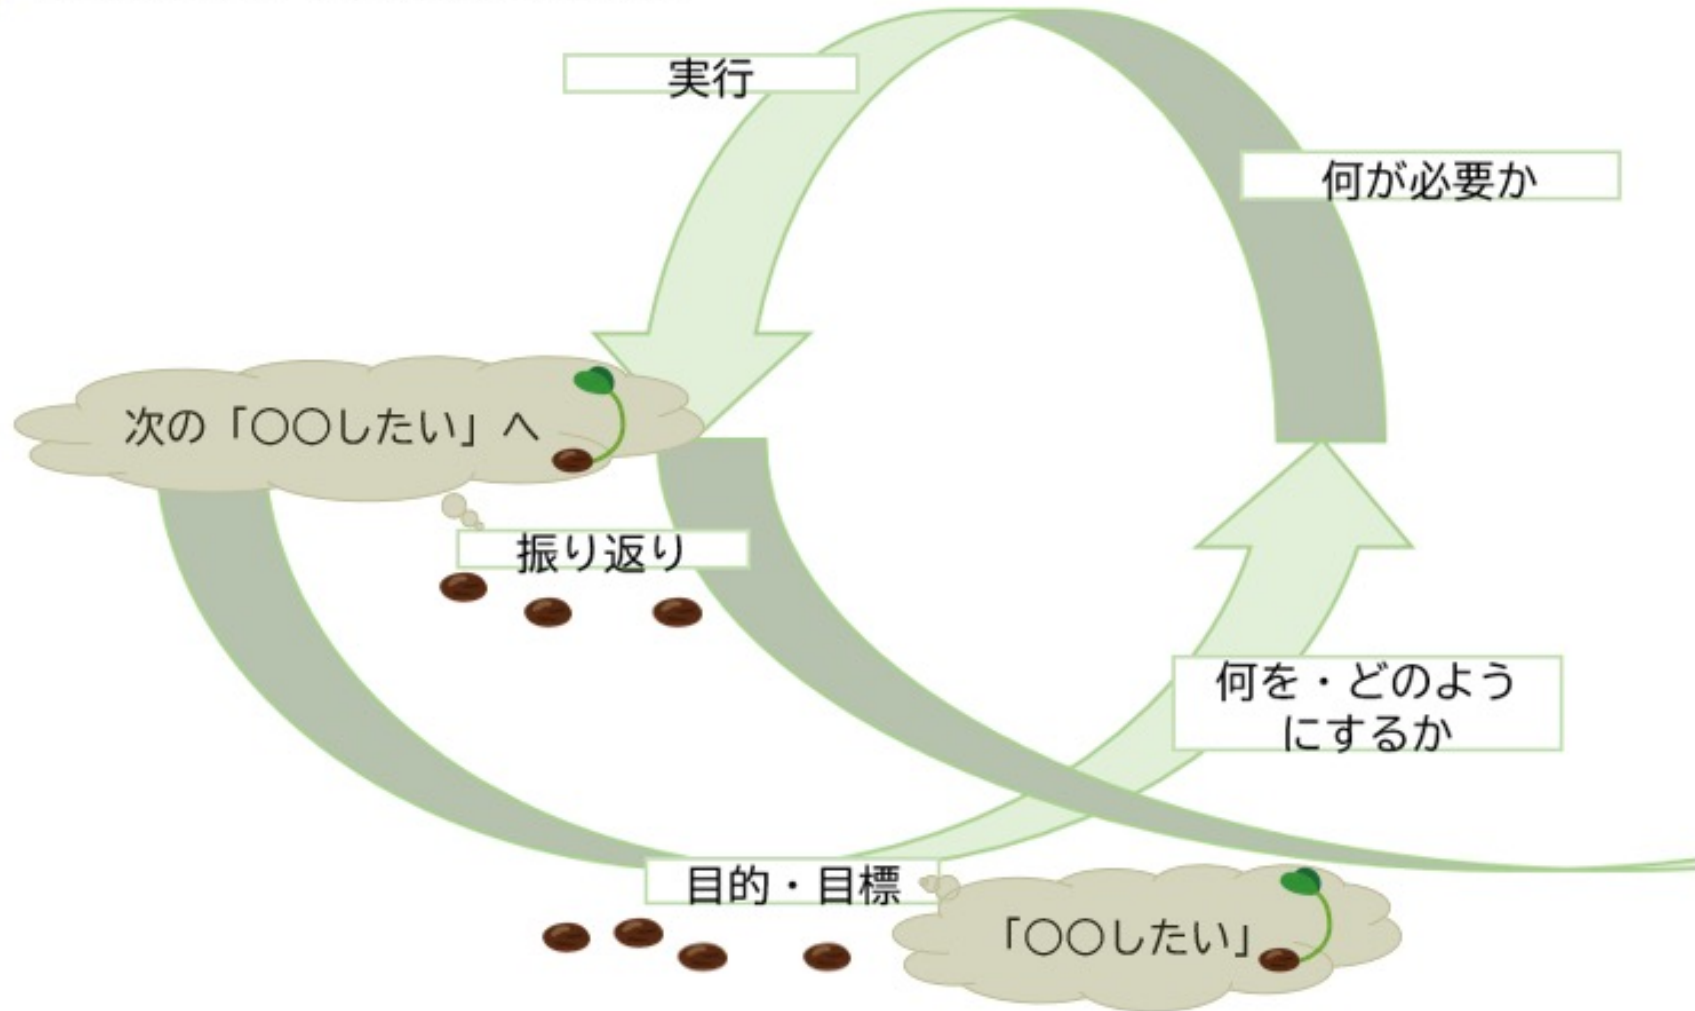 実行
何が必要か
次の「〇〇したい」へ
振り返り
何を・どのよう
にするか
目的・目標
「〇〇したい」